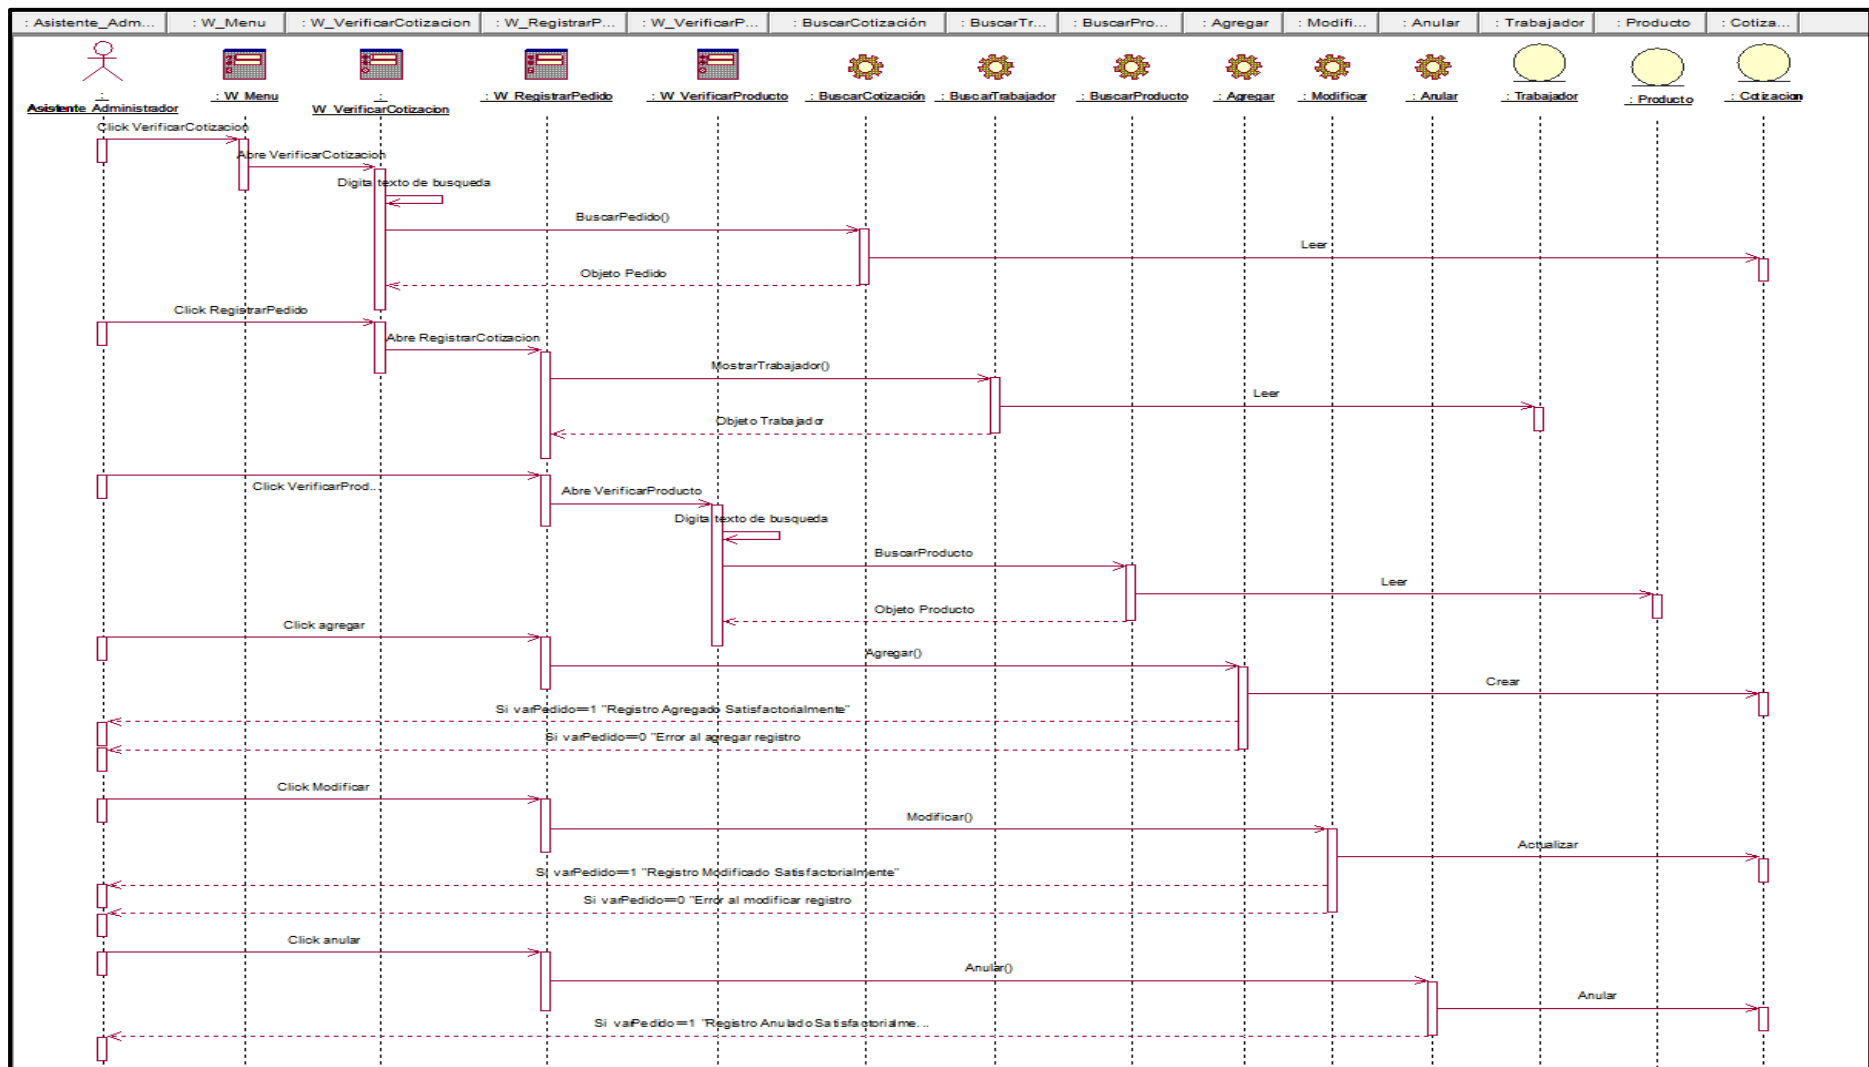 : Asistente_Adm...
: W_Menu
: W_VerificarCotizacion
: W_RegistrarP...
: W_VerificarP...
: BuscarCotización
: BuscarTr...
: BuscarPro...
: Agregar
: Modifi...
: Anular
: Trabajador
: Producto
: Cotiza...
:
Asistente_Administrador
: W_Menu
:
W_VerificarCotizacion
: W_RegistrarPedido
: W_VerificarProducto
: BuscarCotización
: BuscarTrabajador
: BuscarProducto
: Agregar
: Modificar
: Anular
: Trabajador
: Producto
: Cotizacion
Click VerificarCotizacion
Abre VerificarCotizacion
Digita texto de busqueda
BuscarPedido()
Leer
Objeto Pedido
Click RegistrarPedido
Abre RegistrarCotizacion
MostrarTrabajador()
Leer
Objeto Trabajador
Click VerificarProd...
Abre VerificarProducto
Digita texto de busqueda
BuscarProducto
Leer
Objeto Producto
Click agregar
Agregar()
Crear
Si varPedido==1 "Registro Agregado Satisfactorialmente"
Si varPedido==0 "Error al agregar registro
Click Modificar
Modificar()
Actualizar
Si varPedido==1 "Registro Modificado Satisfactorialmente"
Si varPedido==0 "Error al modificar registro
Click anular
Anular()
Anular
Si varPedido==1 "Registro Anulado Satisfactorialme...